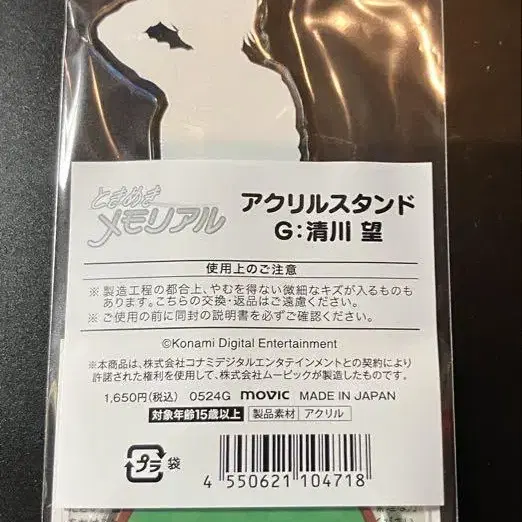 ときめき
メモリアル
アクリルスタンド
G:清川 望
使用上のご注意
※製造工程の都合上、やむを得ない微細なキズが入るものも
あります。こちらの交換・返品はご遠慮ください。
※ご使用の前に同封の説明書を必ずご確認ください。
©Konami Digital Entertainment
※本商品は、株式会社コナミデジタルエンタテインメントとの契約により
許諾された権利を使用して、株式会社ムービックが製造したものです。
1,650円(税込) 0524G movic MADE IN JAPAN
対象年齢15歳以上 製品素材 アクリル
プラ 袋
4 550621 104718